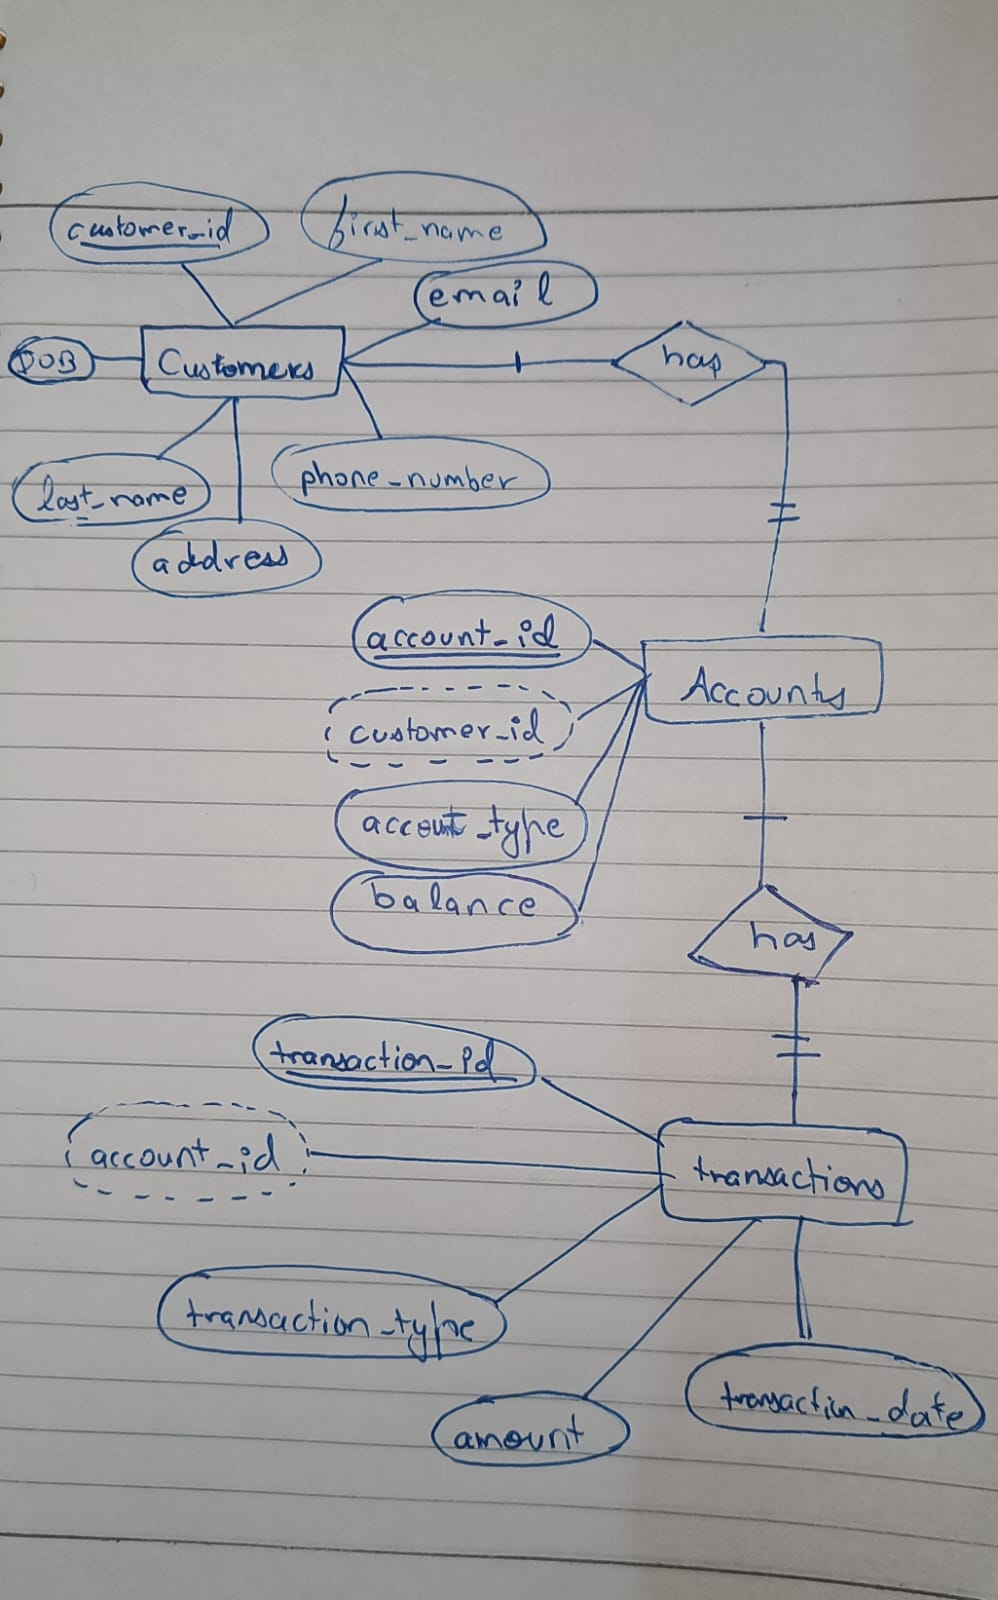 customer_id
first_name
email
DOB
Customers
has
last_name
phone_number
address
account_id
Accounts
customer_id
account_type
balance
has
transaction_id
account_id
transactions
transaction_type
transaction_date
amount